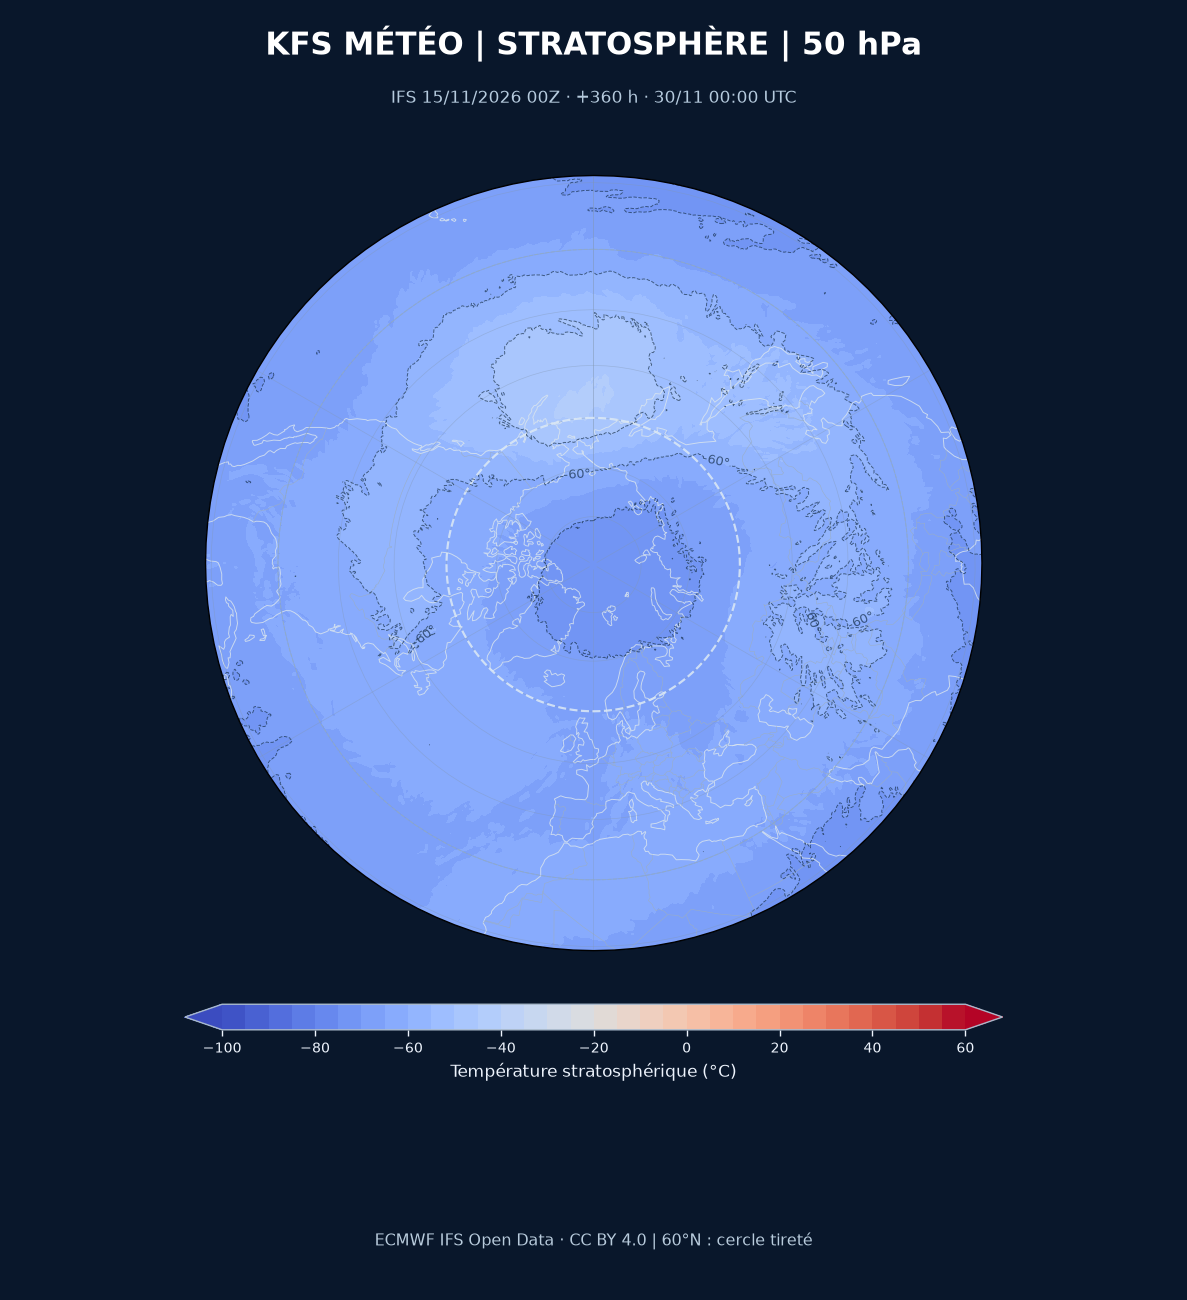 KFS MÉTÉO | STRATOSPHÈRE | 50 hPa
IFS 15/11/2026 00Z · +360 h · 30/11 00:00 UTC
-60°
-60°
-60°
-60°
−100 −80 −60 −40 −20 0 20 40 60
Température stratosphérique (°C)
ECMWF IFS Open Data · CC BY 4.0 | 60°N : cercle tireté